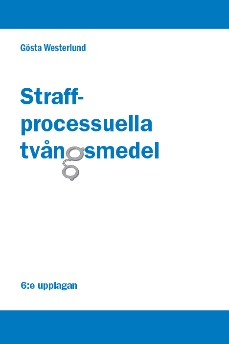 Gösta Westerlund
Straff-
processuella
tvångsmedel
6:e upplagan